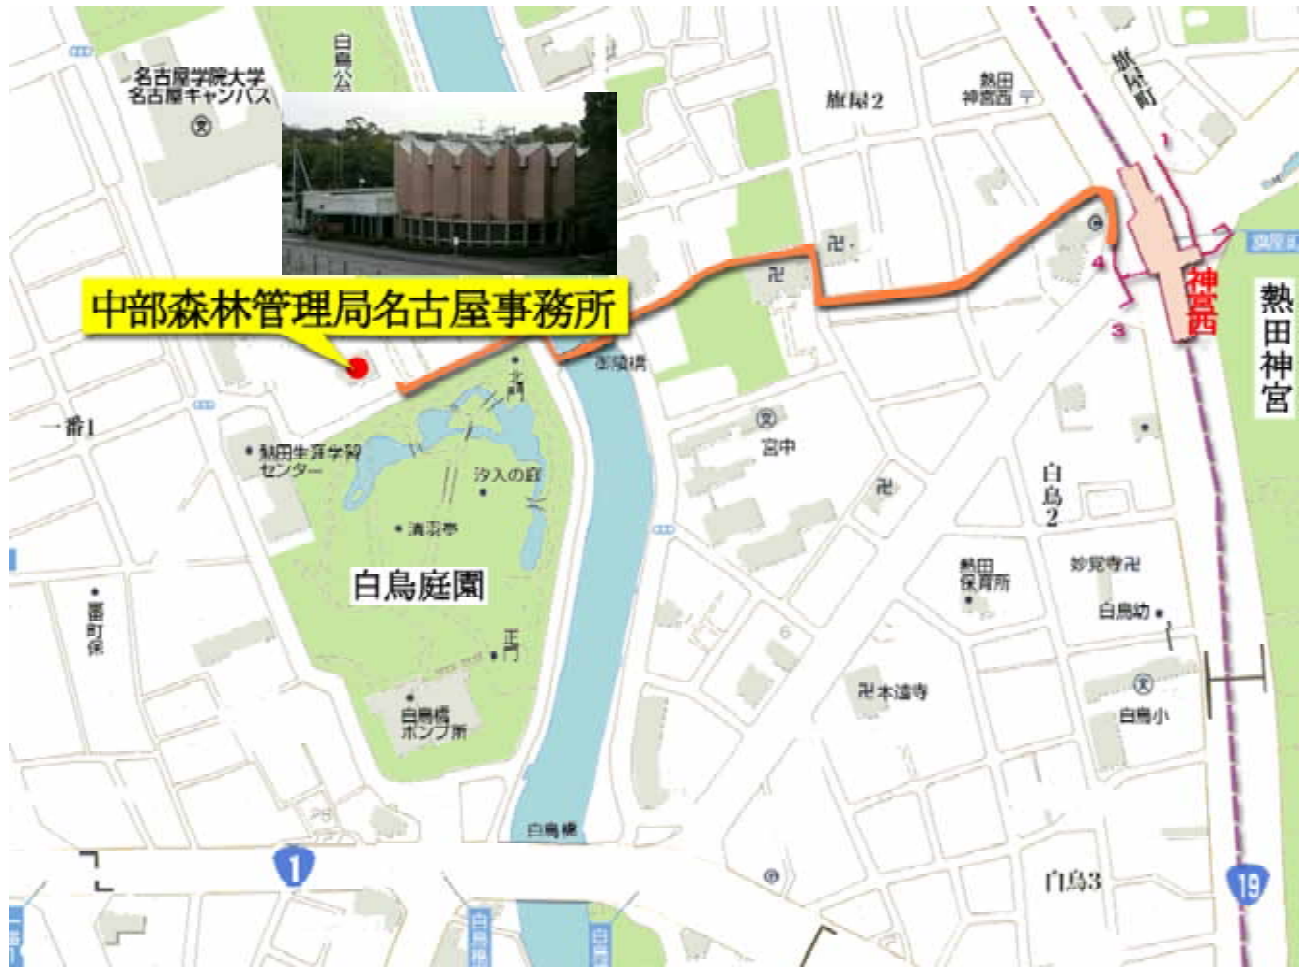 名古屋学院大学
名古屋キャンパス
白鳥公
旗屋2
熱田
神宮西
旗屋町
1
中部森林管理局名古屋事務所
4
3
神宮西
熱田神宮
御陵橋
北門
一番1
熱田生涯学習
センター
汐入の庭
清羽亭
宮中
白鳥2
白鳥庭園
熱田
保育所
妙覚寺
白鳥幼
正門
白鳥橋
ポンプ所
本遠寺
白鳥小
白鳥橋
1
白鳥3
19